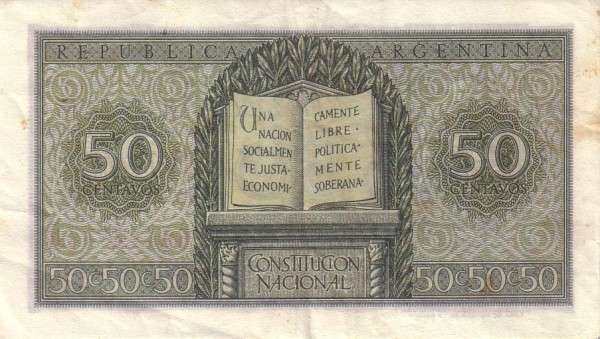 REPUBLICA ARGENTINA
50
CENTAVOS
UNA
NACION
SOCIALMEN
TE JUSTA·
ECONOMI·
CAMENTE
LIBRE·
POLITICA-
MENTE
SOBERANA·
50
CENTAVOS
CONSTITUCION
NACIONAL
50C50C50
50C50C50